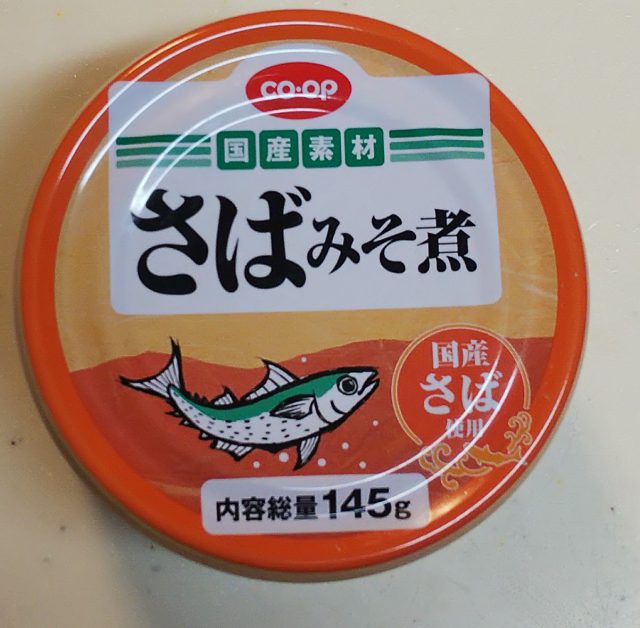 CO・OP
国産素材
さばみそ煮
国産
さば
使用
内容総量145g